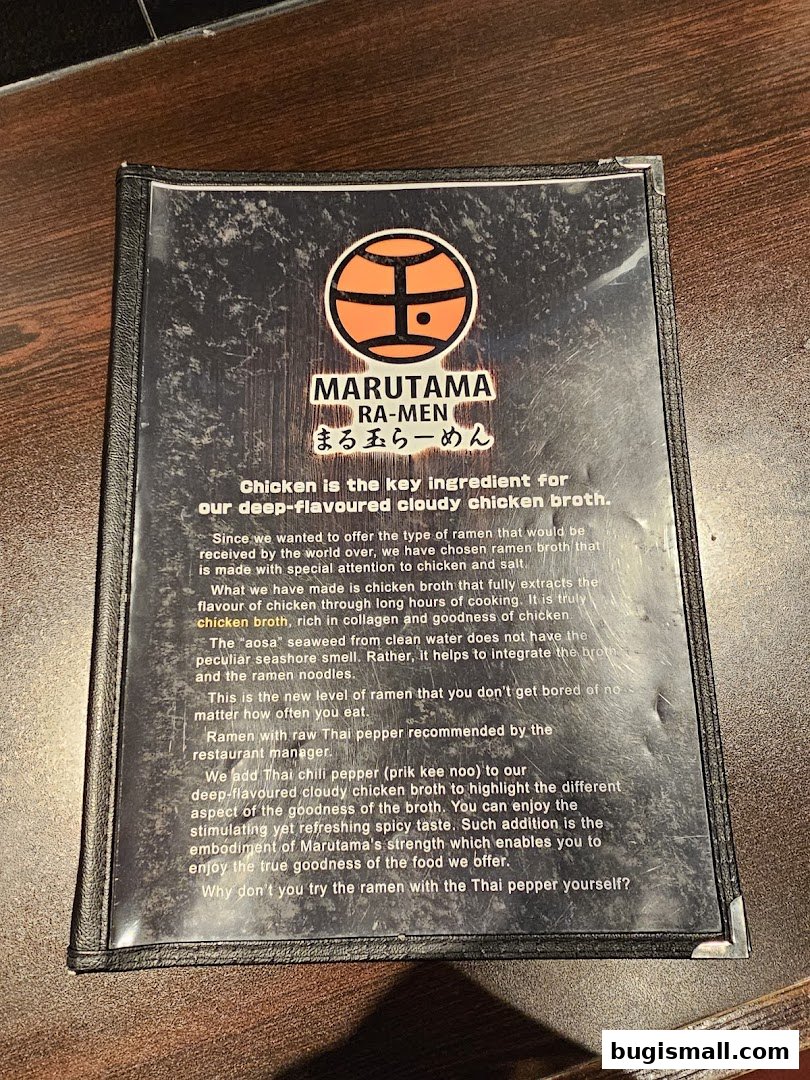 MARUTAMA
RA-MEN
まる玉らーめん
Chicken is the key ingredient for
our deep-flavoured cloudy chicken broth.
Since we wanted to offer the type of ramen that would be
received by the world over, we have chosen ramen broth that
is made with special attention to chicken and salt.
What we have made is chicken broth that fully extracts the
flavour of chicken through long hours of cooking. It is truly
chicken broth, rich in collagen and goodness of chicken.
The "aosa" seaweed from clean water does not have the
peculiar seashore smell. Rather, it helps to integrate the broth
and the ramen noodles.
This is the new level of ramen that you don't get bored of no
matter how often you eat.
Ramen with raw Thai pepper recommended by the
restaurant manager.
We add Thai chili pepper (prik kee noo) to our
deep-flavoured cloudy chicken broth to highlight the different
aspect of the goodness of the broth. You can enjoy the
stimulating yet refreshing spicy taste. Such addition is the
embodiment of Marutama's strength which enables you to
enjoy the true goodness of the food we offer.
Why don't you try the ramen with the Thai pepper yourself?
bugismall.com